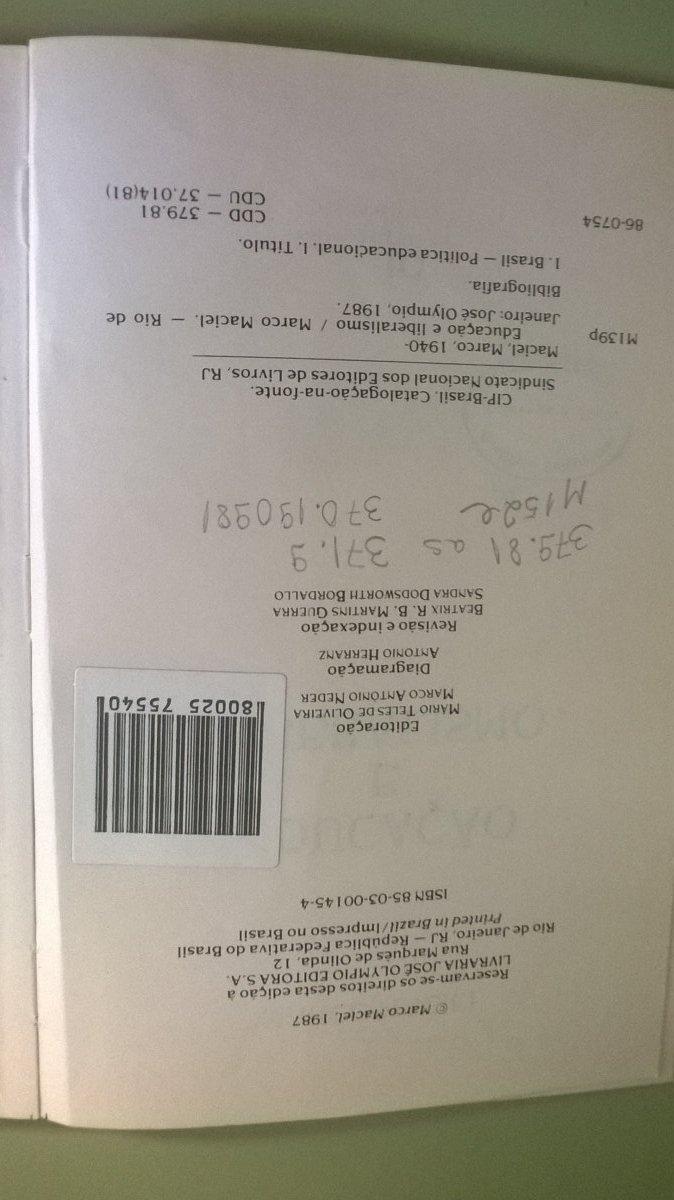 © Marco Maciel, 1987
Reservam-se os direitos desta edição à
LIVRARIA JOSÉ OLYMPIO EDITORA S.A.
Rua Marquês de Olinda, 12
Rio de Janeiro, RJ — República Federativa do Brasil
Printed in Brazil / Impresso no Brasil
ISBN 85-03-00145-4
80025 75540
Editoração
MARIO TELES DE OLIVEIRA
MARCO ANTÔNIO NEDER
Diagramação
ANTONIO HERRANZ
Revisão e indexação
BEATRIX R. B. MARTINS GUERRA
SANDRA DODSWORTH BORDALLO
379.81 as 371.9
M152e 370.190981
CIP-Brasil. Catalogação-na-fonte.
Sindicato Nacional dos Editores de Livros, RJ
Maciel, Marco, 1940-
M139p Educação e liberalismo / Marco Maciel. — Rio de
Janeiro: José Olympio, 1987.
Bibliografia.
1. Brasil — Política educacional. I. Título.
CDD — 379.81
86-0754 CDU — 37.014(81)